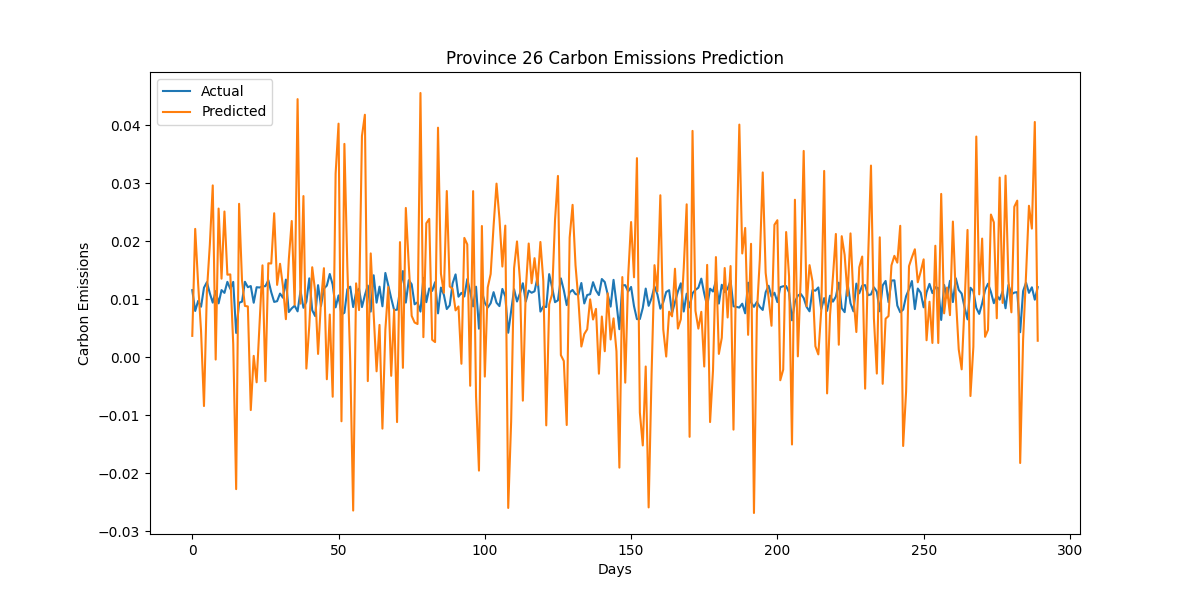 Province 26 Carbon Emissions Prediction
Actual
Predicted
Carbon Emissions
0.04
0.03
0.02
0.01
0.00
−0.01
−0.02
−0.03
0 50 100 150 200 250 300
Days